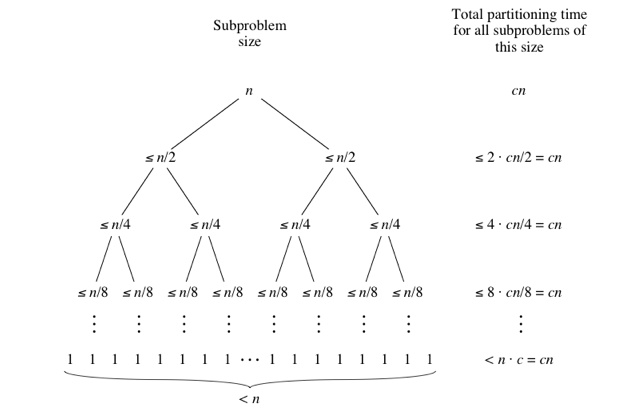 Subproblem
size
Total partitioning time
for all subproblems of
this size
n
cn
≤ n/2 ≤ n/2
≤ 2 · cn/2 = cn
≤ n/4 ≤ n/4 ≤ n/4 ≤ n/4
≤ 4 · cn/4 = cn
≤ n/8 ≤ n/8 ≤ n/8 ≤ n/8 ≤ n/8 ≤ n/8 ≤ n/8 ≤ n/8
≤ 8 · cn/8 = cn
⋮ ⋮ ⋮ ⋮ ⋮ ⋮ ⋮ ⋮
⋮
1 1 1 1 1 1 1 1 ··· 1 1 1 1 1 1 1 1
< n · c = cn
< n